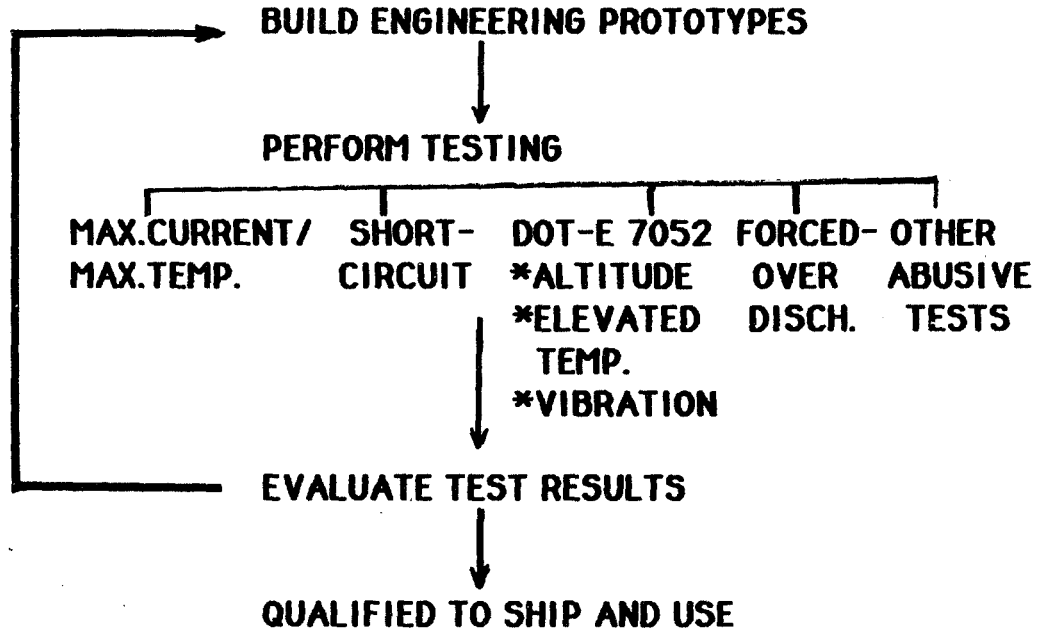 BUILD ENGINEERING PROTOTYPES
PERFORM TESTING
MAX.CURRENT/
MAX.TEMP.
SHORT-
CIRCUIT
DOT-E 7052
*ALTITUDE
*ELEVATED
TEMP.
*VIBRATION
FORCED-
OVER
DISCH.
OTHER
ABUSIVE
TESTS
EVALUATE TEST RESULTS
QUALIFIED TO SHIP AND USE